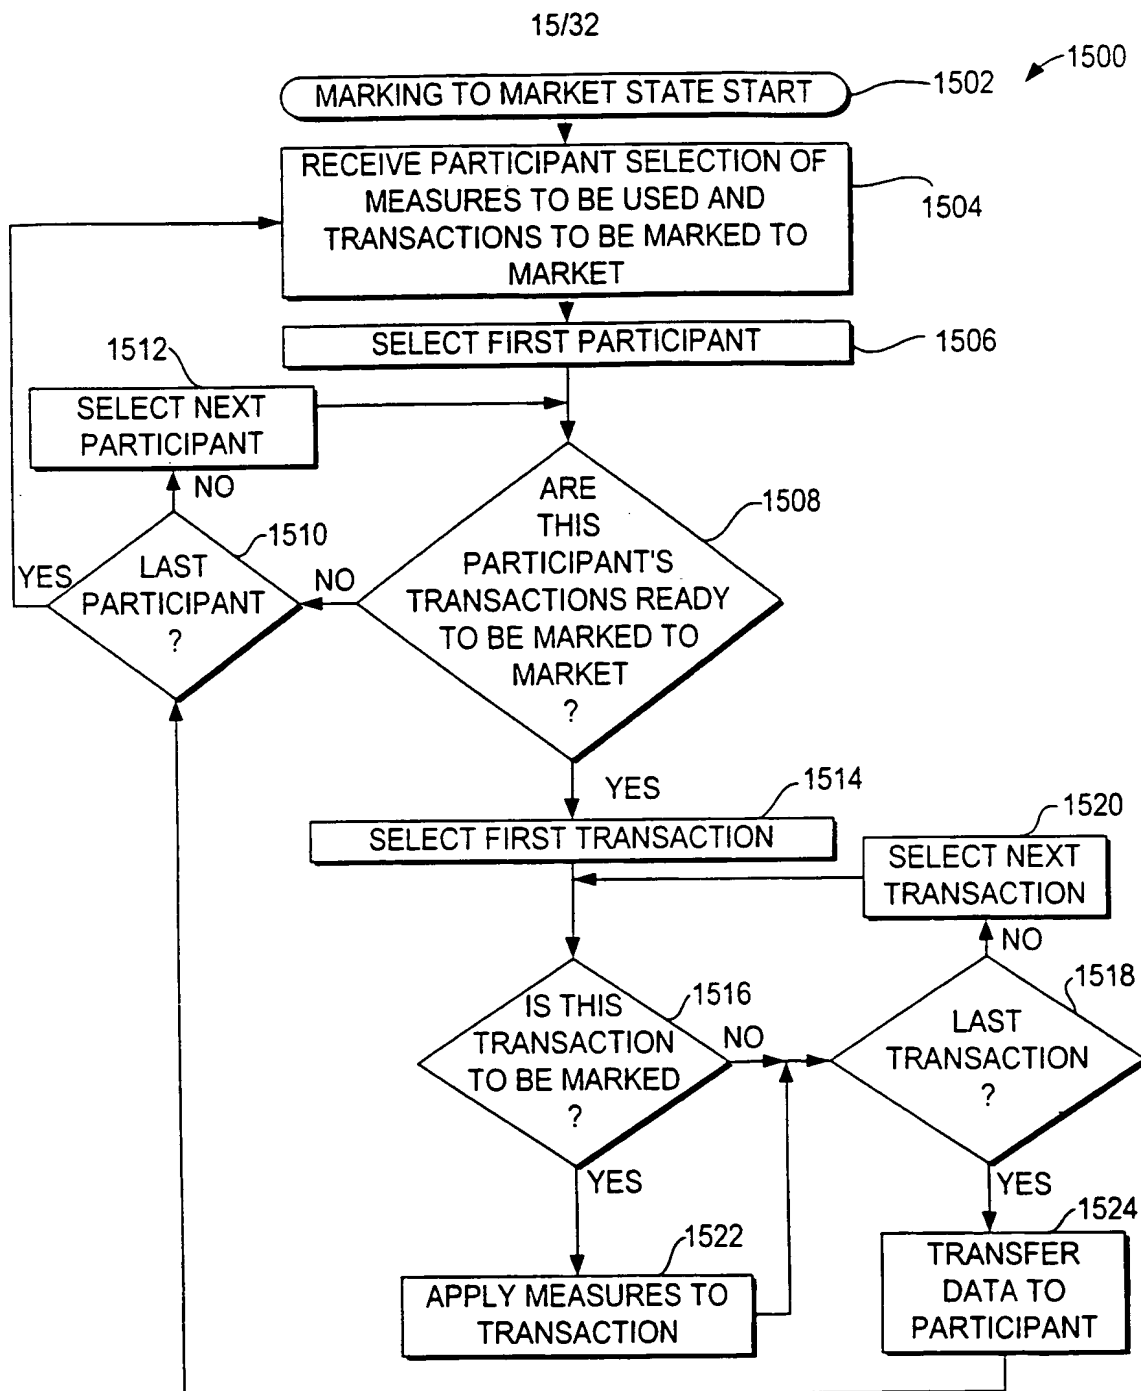 15/32
1500
MARKING TO MARKET STATE START
1502
RECEIVE PARTICIPANT SELECTION OF
MEASURES TO BE USED AND
TRANSACTIONS TO BE MARKED TO
MARKET
1504
SELECT FIRST PARTICIPANT
1506
1512
SELECT NEXT
PARTICIPANT
NO
1510
LAST
PARTICIPANT
?
YES
NO
ARE
THIS
PARTICIPANT'S
TRANSACTIONS READY
TO BE MARKED TO
MARKET
?
1508
YES
1514
SELECT FIRST TRANSACTION
1520
SELECT NEXT
TRANSACTION
NO
IS THIS
TRANSACTION
TO BE MARKED
?
1516
NO
LAST
TRANSACTION
?
1518
YES
YES
1522
APPLY MEASURES TO
TRANSACTION
1524
TRANSFER
DATA TO
PARTICIPANT